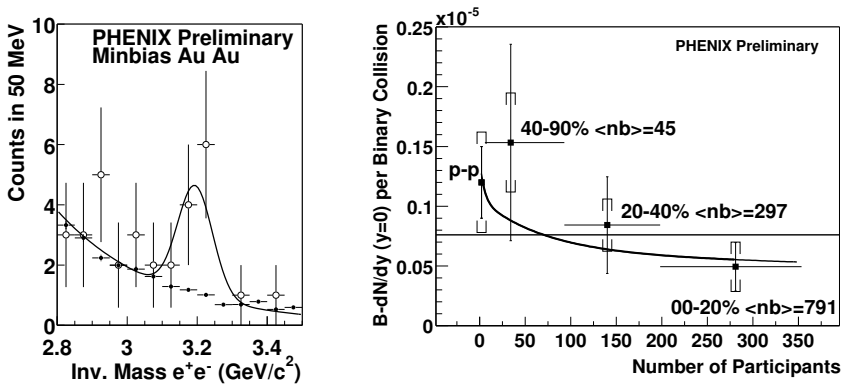 PHENIX Preliminary
Minbias Au Au
Counts in 50 MeV
10
8
6
4
2
0
2.8
3
3.2
3.4
Inv. Mass e⁺e⁻ (GeV/c²)
x10⁻⁵
PHENIX Preliminary
B-dN/dy (y=0) per Binary Collision
0.25
0.2
0.15
0.1
0.05
0
40-90% <nb>=45
p-p
20-40% <nb>=297
00-20% <nb>=791
0
50
100
150
200
250
300
350
Number of Participants